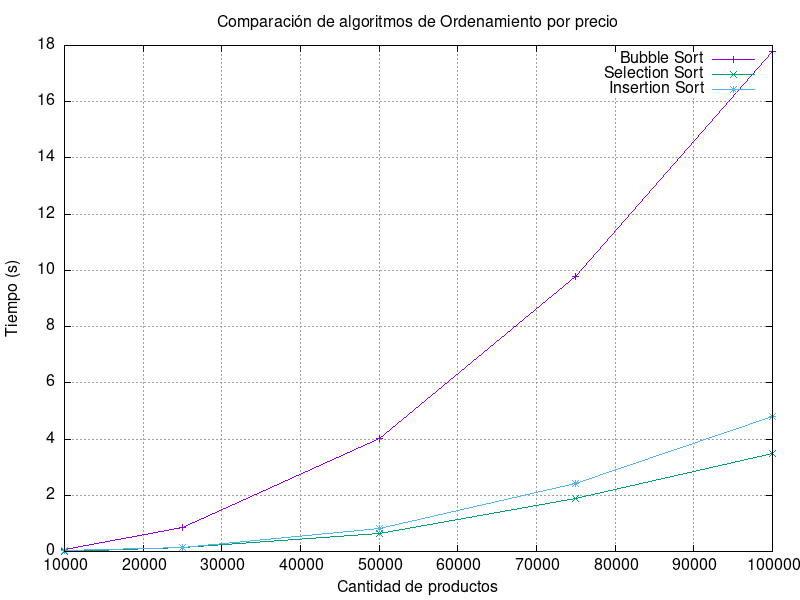 Comparación de algoritmos de Ordenamiento por precio
18
16
14
12
10
8
6
4
2
0
Tiempo (s)
Bubble Sort
Selection Sort
Insertion Sort
10000 20000 30000 40000 50000 60000 70000 80000 90000 100000
Cantidad de productos